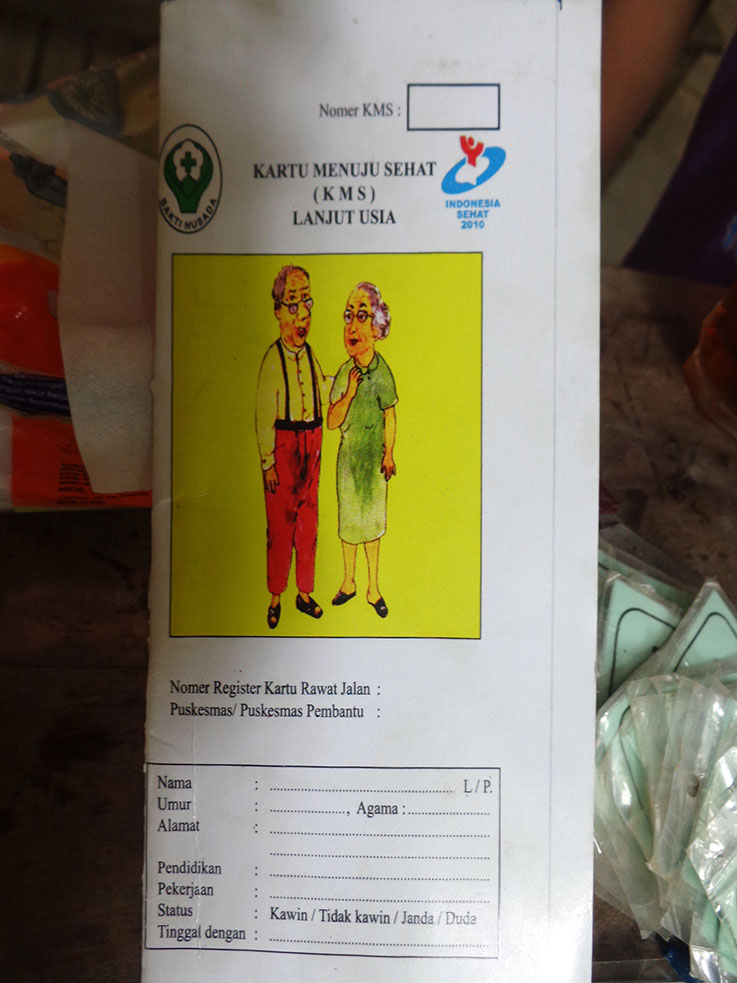 Nomer KMS :
KARTU MENUJU SEHAT
( K M S )
LANJUT USIA
BAKTI HUSADA
INDONESIA
SEHAT
2010
Nomer Register Kartu Rawat Jalan :
Puskesmas/ Puskesmas Pembantu :
Nama : ........................................ L / P.
Umur : ................, Agama : ................
Alamat : ........................................
........................................
Pendidikan : ........................................
Pekerjaan : ........................................
Status : Kawin / Tidak kawin / Janda / Duda
Tinggal dengan : ........................................